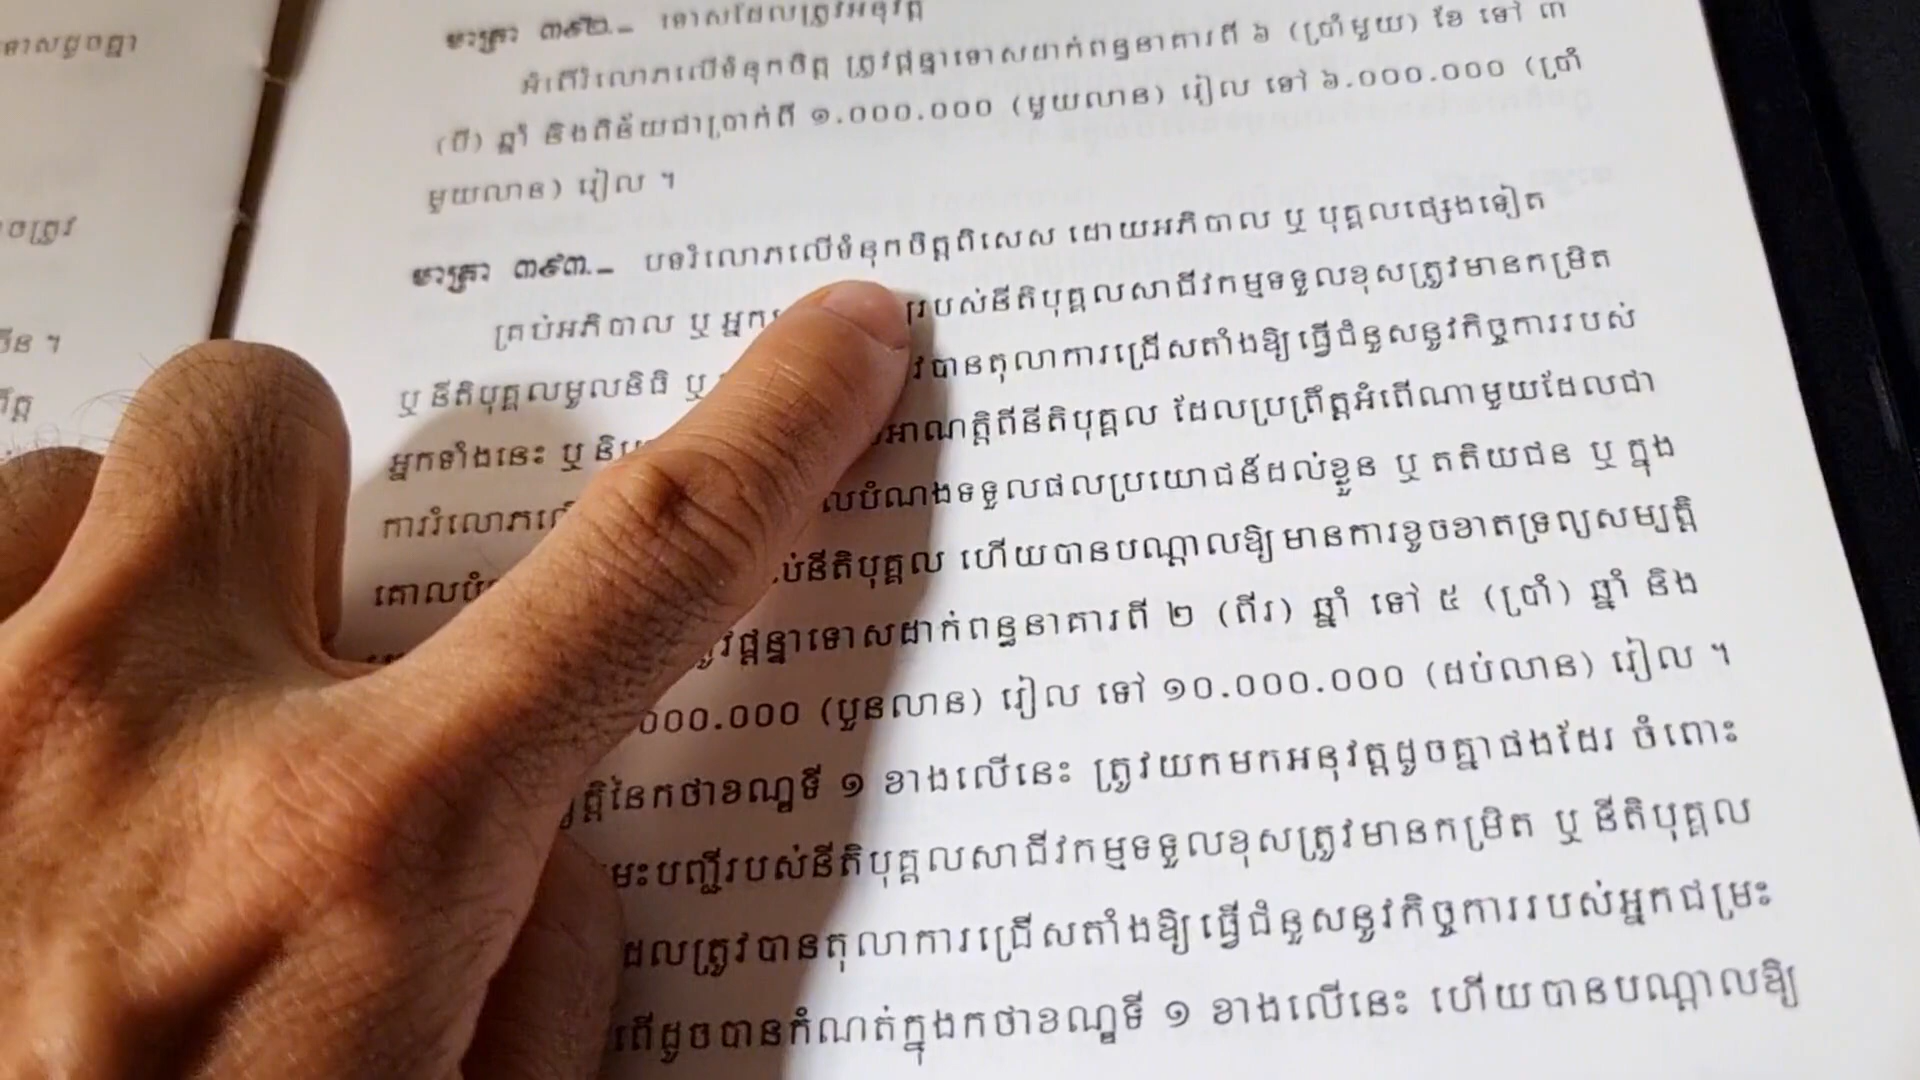 ទោសដូចគ្នា
ចត្រូវ
មាត្រា ៣៩២._ ទោសដែលត្រូវអនុវត្ត
អំពើរំលោភលើទំនុកចិត្ត ត្រូវផ្តន្ទាទោសដាក់ពន្ធនាគារពី ៦ (ប្រាំមួយ) ខែ ទៅ ៣
(បី) ឆ្នាំ និងពិន័យជាប្រាក់ពី ១.០០០.០០០ (មួយលាន) រៀល ទៅ ៦.០០០.០០០ (ប្រាំ
មួយលាន) រៀល ។
មាត្រា ៣៩៣._ បទរំលោភលើទំនុកចិត្តពិសេស ដោយអភិបាល ឬ បុគ្គលផ្សេងទៀត
គ្រប់អភិបាល ឬ អ្នក របស់នីតិបុគ្គលសាជីវកម្មទទួលខុសត្រូវមានកម្រិត
ឬ នីតិបុគ្គលមូលនិធិ ឬ បានតុលាការជ្រើសតាំងឱ្យធ្វើជំនួសនូវកិច្ចការរបស់
អ្នកទាំងនេះ ឬ អាណត្តិពីនីតិបុគ្គល ដែលប្រព្រឹត្តអំពើណាមួយដែលជា
ការរំលោភលើ បំណងទទួលផលប្រយោជន៍ដល់ខ្លួន ឬ តតិយជន ឬ ក្នុង
គោលបំ នីតិបុគ្គល ហើយបានបណ្តាលឱ្យមានការខូចខាតទ្រព្យសម្បត្តិ
ផ្តន្ទាទោសដាក់ពន្ធនាគារពី ២ (ពីរ) ឆ្នាំ ទៅ ៥ (ប្រាំ) ឆ្នាំ និង
០០០.០០០ (បួនលាន) រៀល ទៅ ១០.០០០.០០០ (ដប់លាន) រៀល ។
នៃកថាខណ្ឌទី ១ ខាងលើនេះ ត្រូវយកមកអនុវត្តដូចគ្នាផងដែរ ចំពោះ
ម្រះបញ្ជីរបស់នីតិបុគ្គលសាជីវកម្មទទួលខុសត្រូវមានកម្រិត ឬ នីតិបុគ្គល
ដែលត្រូវបានតុលាការជ្រើសតាំងឱ្យធ្វើជំនួសនូវកិច្ចការរបស់អ្នកជម្រះ
ដូចបានកំណត់ក្នុងកថាខណ្ឌទី ១ ខាងលើនេះ ហើយបានបណ្តាលឱ្យ